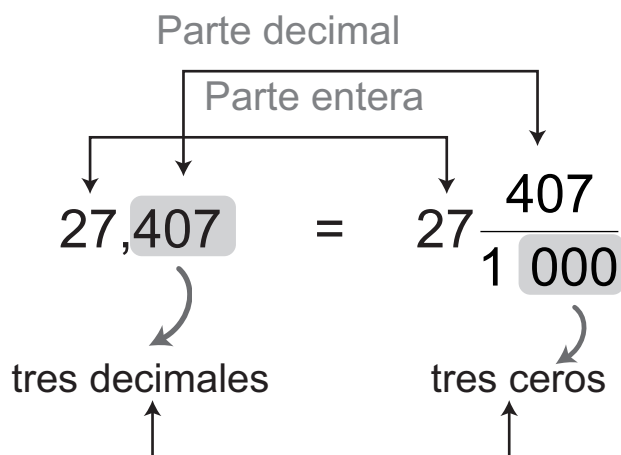 Parte decimal
Parte entera
27,407 = 27 407/1 000
tres decimales tres ceros